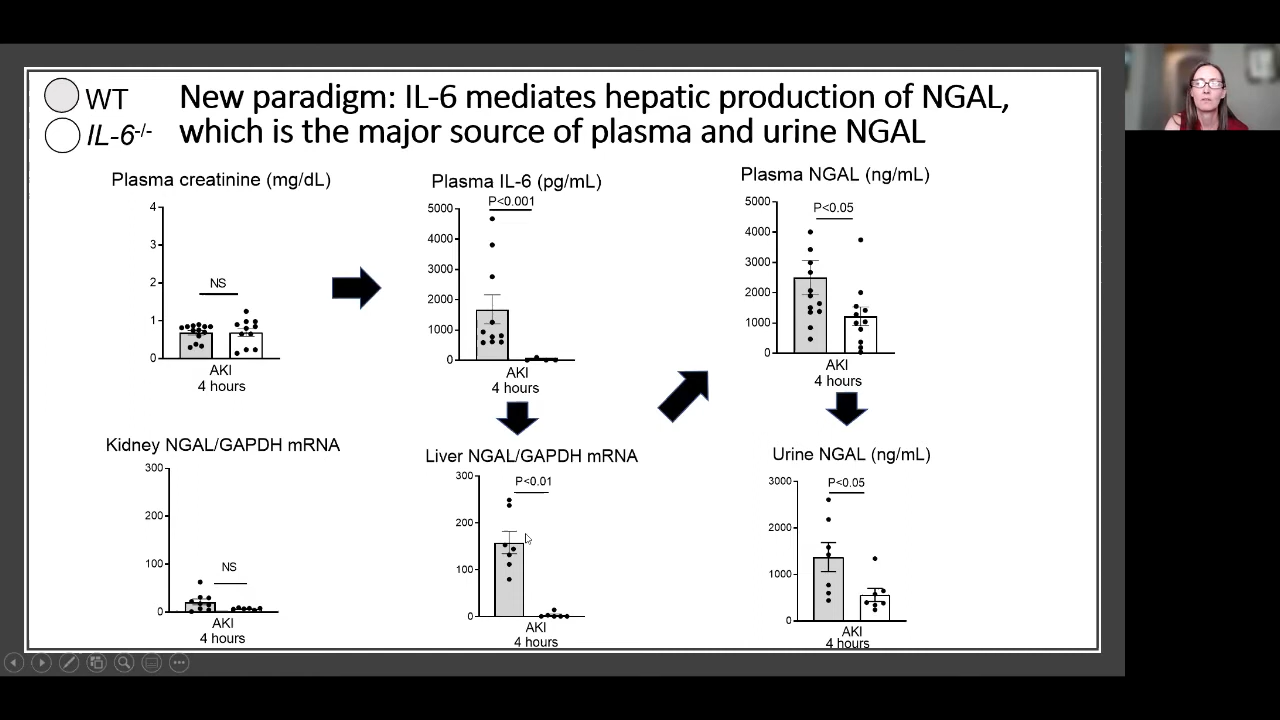 WT
IL-6-/-
New paradigm: IL-6 mediates hepatic production of NGAL,
which is the major source of plasma and urine NGAL
Plasma creatinine (mg/dL)
4
3
2
1
0
NS
AKI
4 hours
Plasma IL-6 (pg/mL)
5000
4000
3000
2000
1000
0
P<0.001
AKI
4 hours
Plasma NGAL (ng/mL)
5000
4000
3000
2000
1000
0
P<0.05
AKI
4 hours
Kidney NGAL/GAPDH mRNA
300
200
100
0
NS
AKI
4 hours
Liver NGAL/GAPDH mRNA
300
200
100
0
P<0.01
AKI
4 hours
Urine NGAL (ng/mL)
3000
2000
1000
0
P<0.05
AKI
4 hours